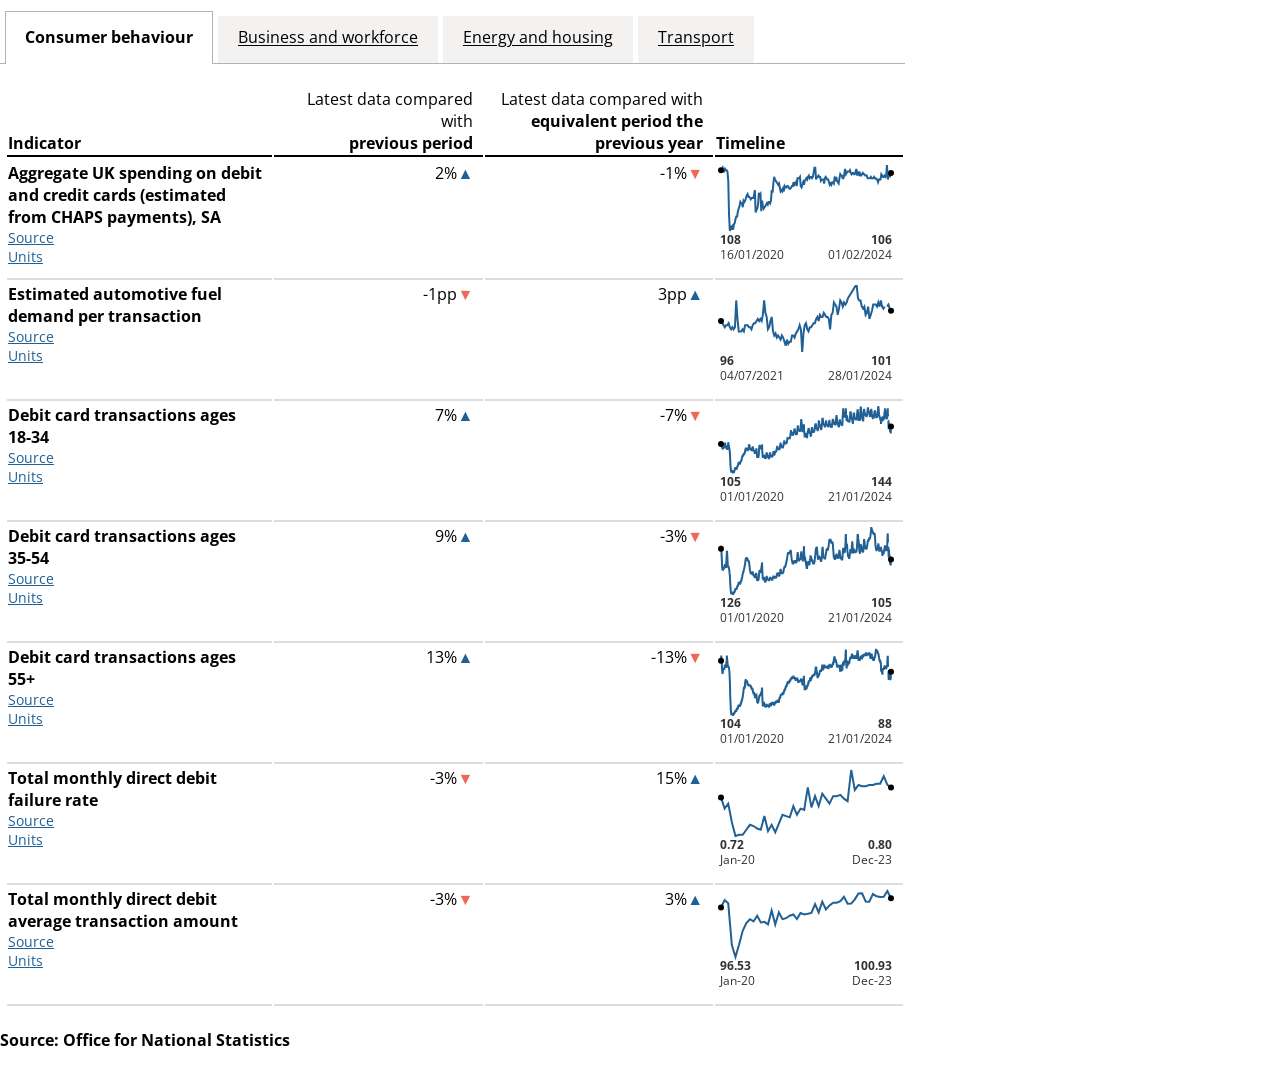 Consumer behaviour
Business and workforce
Energy and housing
Transport
Indicator
Latest data compared
with
previous period
Latest data compared with
equivalent period the
previous year
Timeline
Aggregate UK spending on debit
and credit cards (estimated
from CHAPS payments), SA
Source
Units
2%▲
-1%▼
108 106
16/01/2020 01/02/2024
Estimated automotive fuel
demand per transaction
Source
Units
-1pp▼
3pp▲
96 101
04/07/2021 28/01/2024
Debit card transactions ages
18-34
Source
Units
7%▲
-7%▼
105 144
01/01/2020 21/01/2024
Debit card transactions ages
35-54
Source
Units
9%▲
-3%▼
126 105
01/01/2020 21/01/2024
Debit card transactions ages
55+
Source
Units
13%▲
-13%▼
104 88
01/01/2020 21/01/2024
Total monthly direct debit
failure rate
Source
Units
-3%▼
15%▲
0.72 0.80
Jan-20 Dec-23
Total monthly direct debit
average transaction amount
Source
Units
-3%▼
3%▲
96.53 100.93
Jan-20 Dec-23
Source: Office for National Statistics